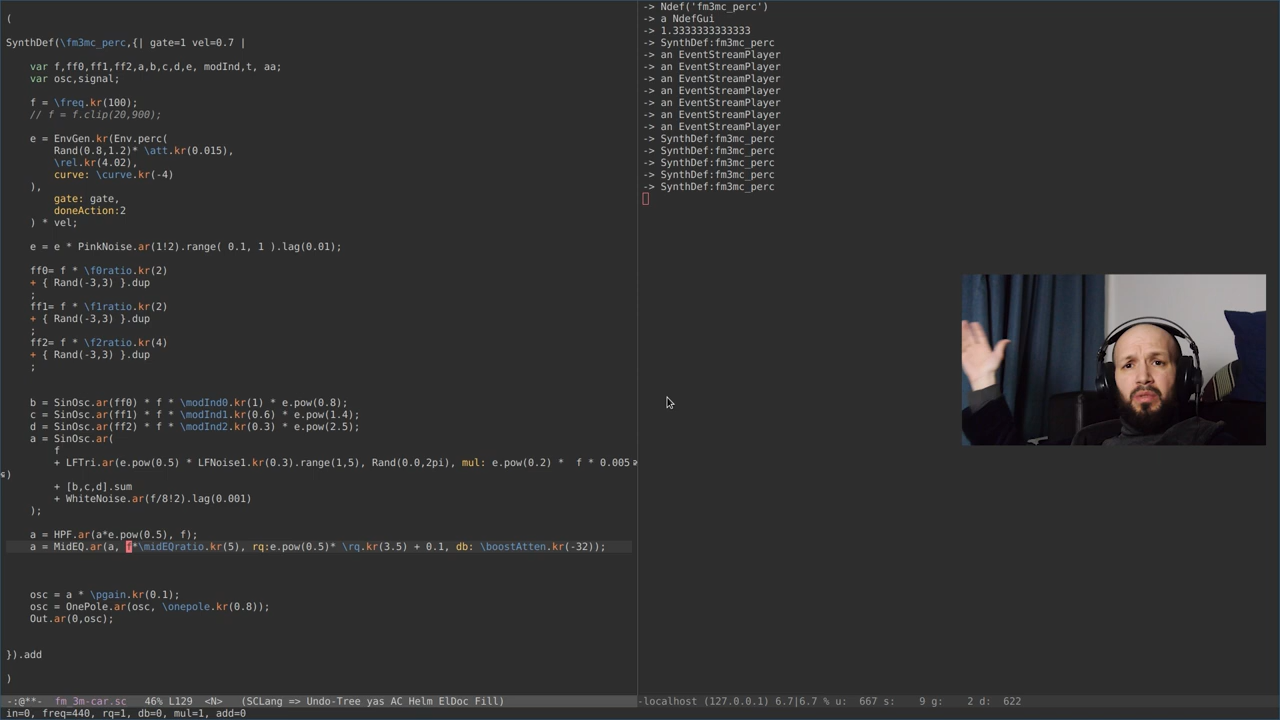 (
SynthDef(\fm3mc_perc,{| gate=1 vel=0.7 |
var f,ff0,ff1,ff2,a,b,c,d,e, modInd,t, aa;
var osc,signal;
f = \freq.kr(100);
// f = f.clip(20,900);
e = EnvGen.kr(Env.perc(
Rand(0.8,1.2)* \att.kr(0.015),
\rel.kr(4.02),
curve: \curve.kr(-4)
),
gate: gate,
doneAction:2
) * vel;
e = e * PinkNoise.ar(1!2).range( 0.1, 1 ).lag(0.01);
ff0= f * \f0ratio.kr(2)
+ { Rand(-3,3) }.dup
;
ff1= f * \f1ratio.kr(2)
+ { Rand(-3,3) }.dup
;
ff2= f * \f2ratio.kr(4)
+ { Rand(-3,3) }.dup
;
b = SinOsc.ar(ff0) * f * \modInd0.kr(1) * e.pow(0.8);
c = SinOsc.ar(ff1) * f * \modInd1.kr(0.6) * e.pow(1.4);
d = SinOsc.ar(ff2) * f * \modInd2.kr(0.3) * e.pow(2.5);
a = SinOsc.ar(
f
+ LFTri.ar(e.pow(0.5) * LFNoise1.kr(0.3).range(1,5), Rand(0.0,2pi), mul: e.pow(0.2) *  f * 0.005
)
+ [b,c,d].sum
+ WhiteNoise.ar(f/8!2).lag(0.001)
);
a = HPF.ar(a*e.pow(0.5), f);
a = MidEQ.ar(a, f*\midEQratio.kr(5), rq:e.pow(0.5)* \rq.kr(3.5) + 0.1, db: \boostAtten.kr(-32));
osc = a * \pgain.kr(0.1);
osc = OnePole.ar(osc, \onepole.kr(0.8));
Out.ar(0,osc);
}).add
)
-:@**-  fm 3m-car.sc   46% L129  <N>  (SCLang => Undo-Tree yas AC Helm ElDoc Fill)
in=0, freq=440, rq=1, db=0, mul=1, add=0
-> Ndef('fm3mc_perc')
-> a NdefGui
-> 1.3333333333333
-> SynthDef:fm3mc_perc
-> an EventStreamPlayer
-> an EventStreamPlayer
-> an EventStreamPlayer
-> an EventStreamPlayer
-> an EventStreamPlayer
-> an EventStreamPlayer
-> an EventStreamPlayer
-> SynthDef:fm3mc_perc
-> SynthDef:fm3mc_perc
-> SynthDef:fm3mc_perc
-> SynthDef:fm3mc_perc
-> SynthDef:fm3mc_perc
-localhost (127.0.0.1) 6.7|6.7 % u:  667 s:    9 g:    2 d:  622